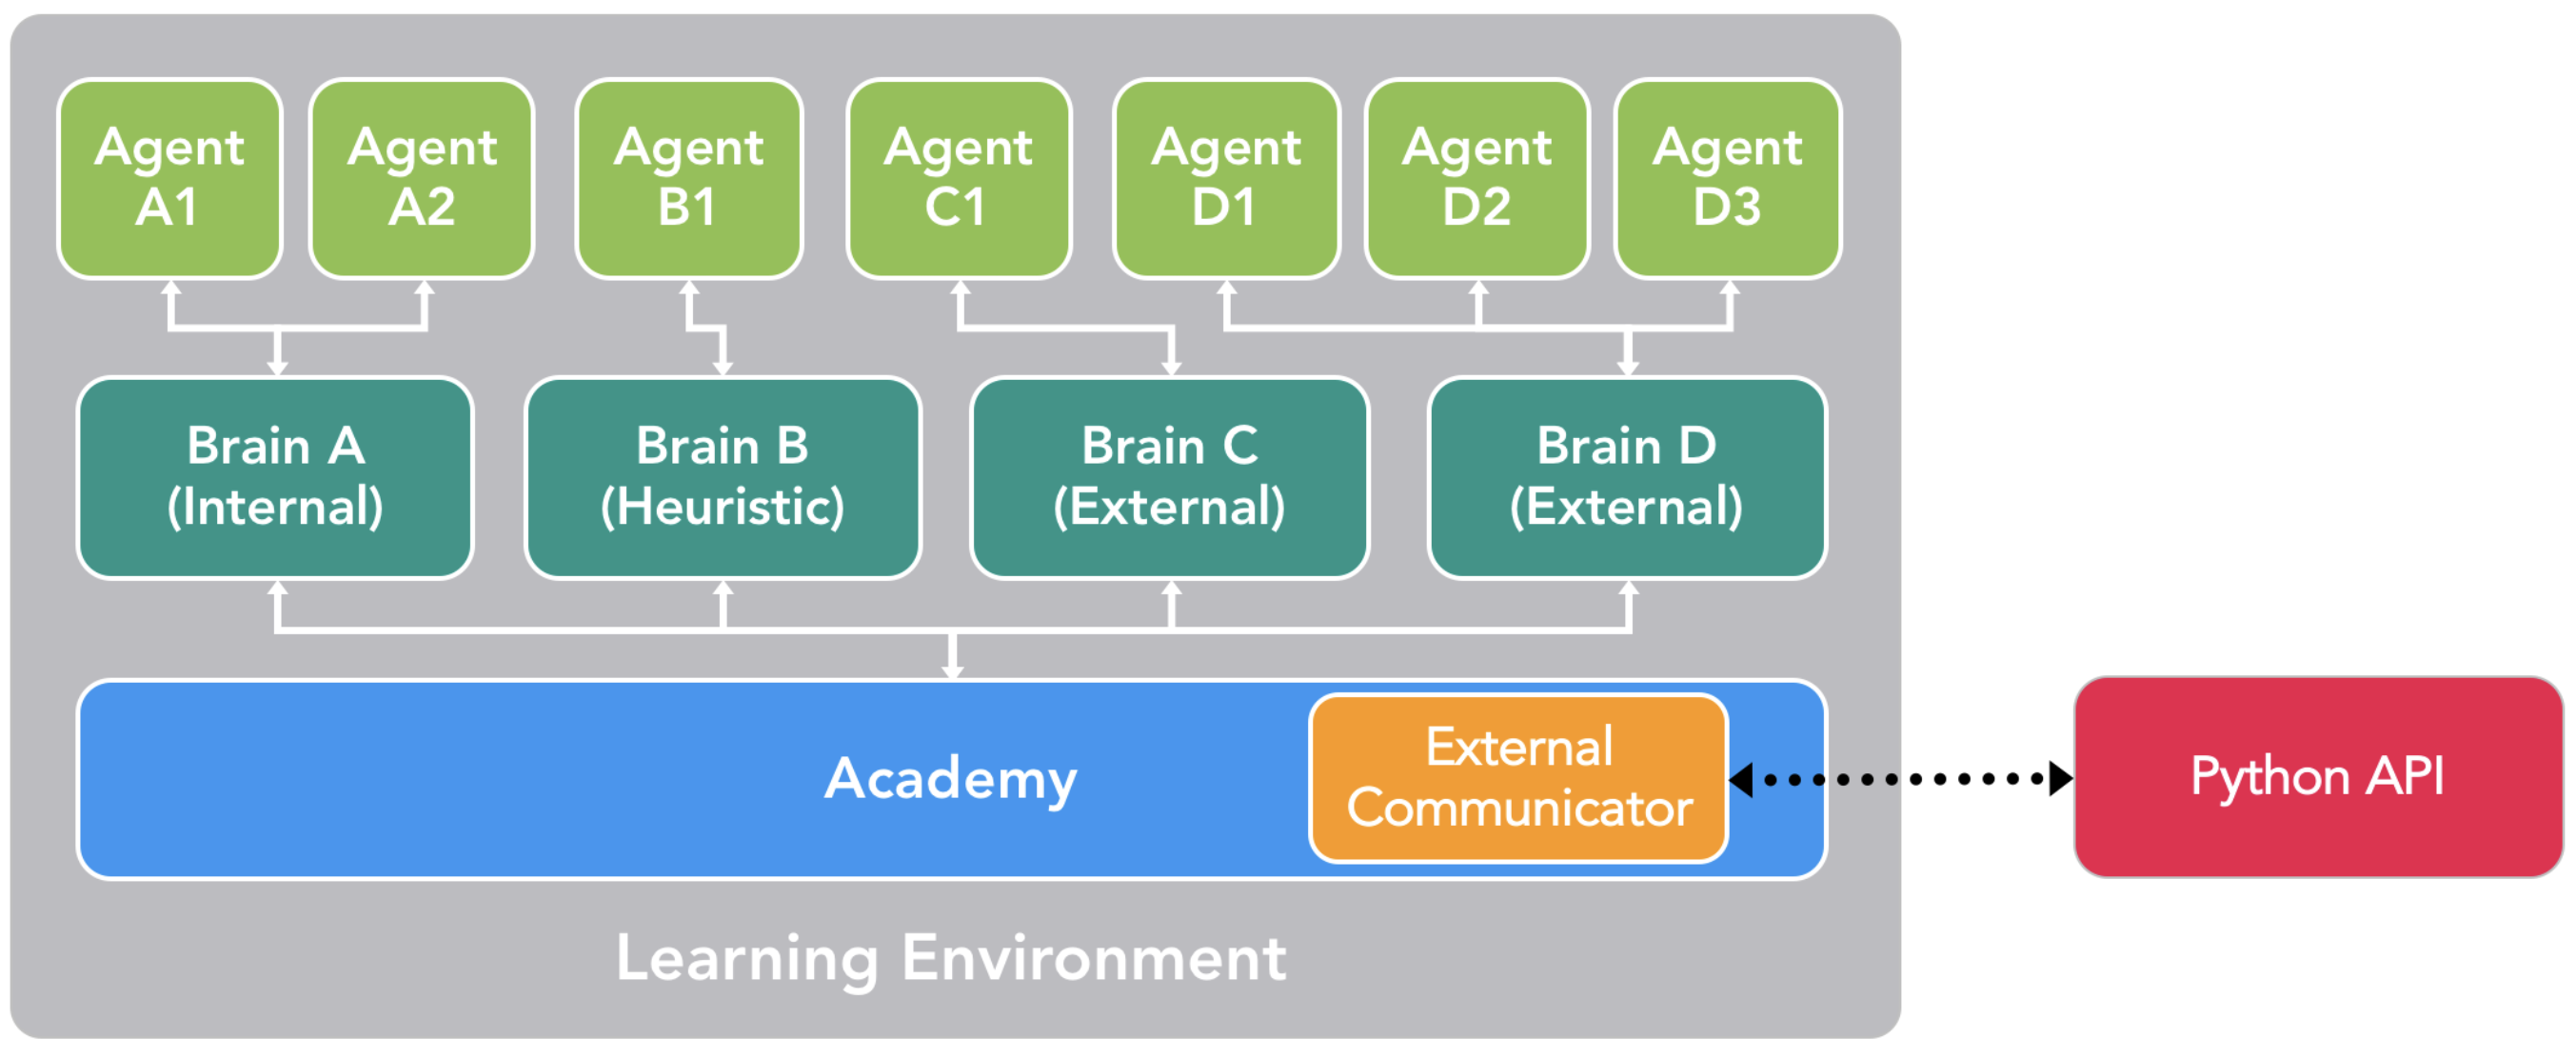 Agent
A1
Agent
A2
Agent
B1
Agent
C1
Agent
D1
Agent
D2
Agent
D3
Brain A
(Internal)
Brain B
(Heuristic)
Brain C
(External)
Brain D
(External)
Academy
External
Communicator
Python API
Learning Environment